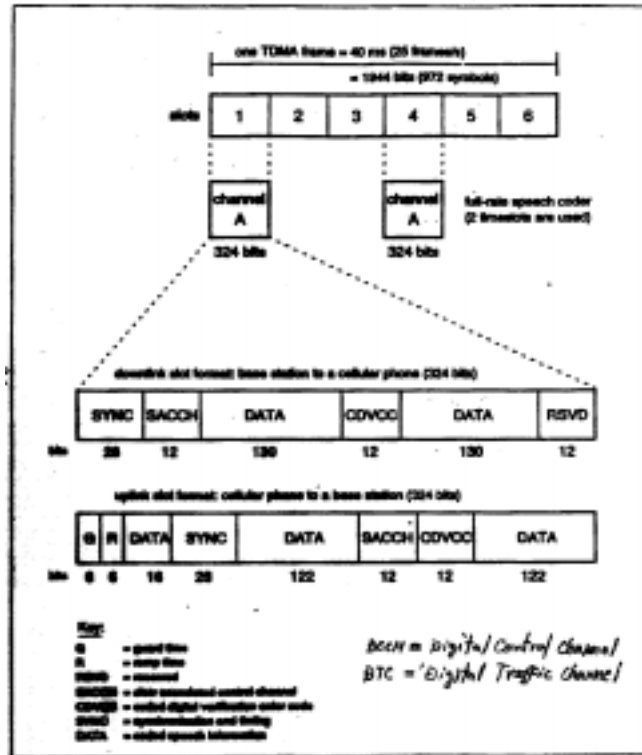 one TDMA frame = 40 ms (25 frames/s)
= 1944 bits (972 symbols)
slots 1 2 3 4 5 6
channel A channel A
full-rate speech coder
(2 timeslots are used)
324 bits 324 bits
downlink slot format: base station to a cellular phone (324 bits)
SYNC SACCH DATA CDVCC DATA RSVD
bits 28 12 130 12 130 12
uplink slot format: cellular phone to a base station (324 bits)
G R DATA SYNC DATA SACCH CDVCC DATA
bits 6 6 16 28 122 12 12 122
Key:
G = guard time
R = ramp time
RSVD = reserved
SACCH = slow associated control channel
CDVCC = coded digital verification color code
SYNC = synchronization and timing
DATA = coded speech information
DCCH = Digital Control Channel
DTC = Digital Traffic Channel